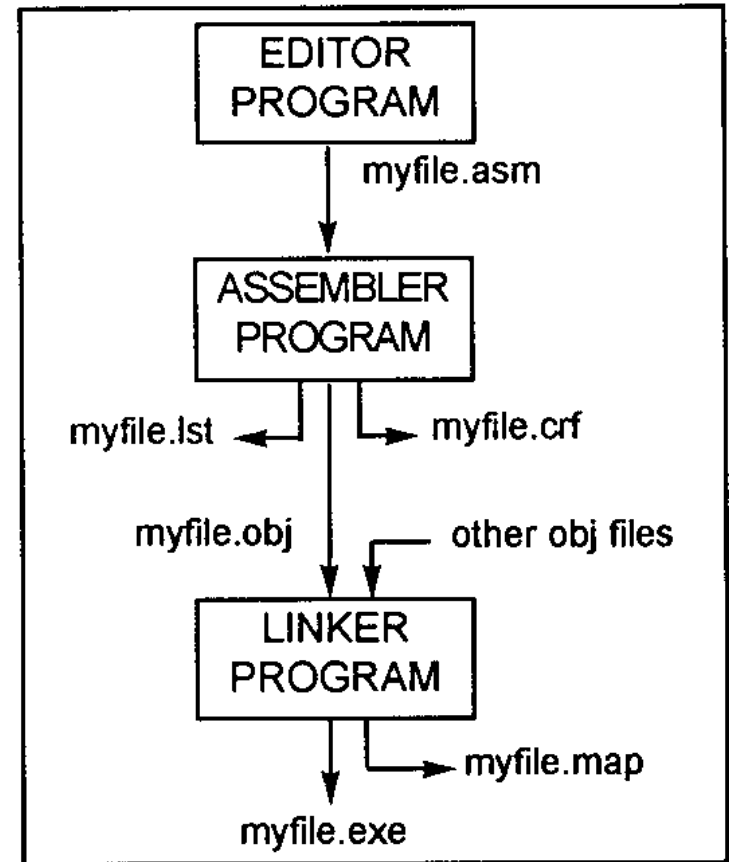 EDITOR
PROGRAM
myfile.asm
ASSEMBLER
PROGRAM
myfile.lst
myfile.crf
myfile.obj
other obj files
LINKER
PROGRAM
myfile.map
myfile.exe